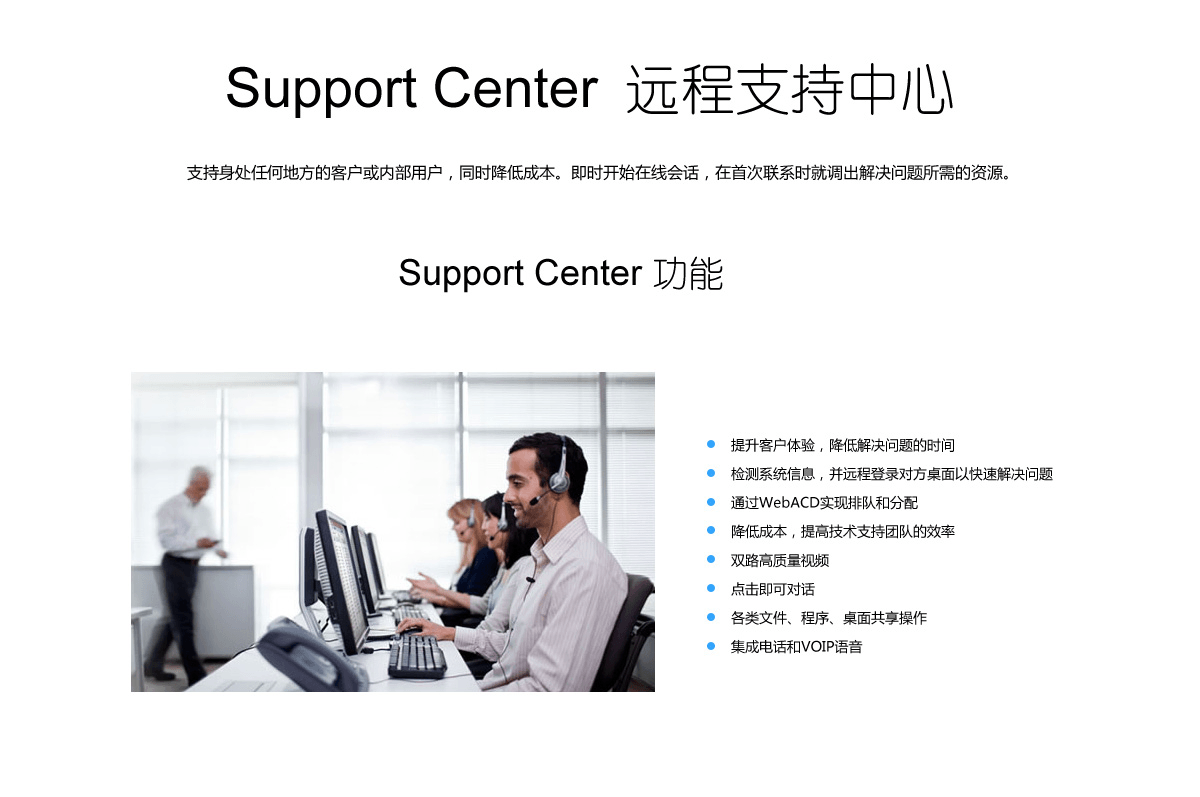 Support Center 远程支持中心
支持身处任何地方的客户或内部用户，同时降低成本。即时开始在线会话，在首次联系时就调出解决问题所需的资源。
Support Center 功能
提升客户体验，降低解决问题的时间
检测系统信息，并远程登录对方桌面以快速解决问题
通过WebACD实现排队和分配
降低成本，提高技术支持团队的效率
双路高质量视频
点击即可对话
各类文件、程序、桌面共享操作
集成电话和VOIP语音